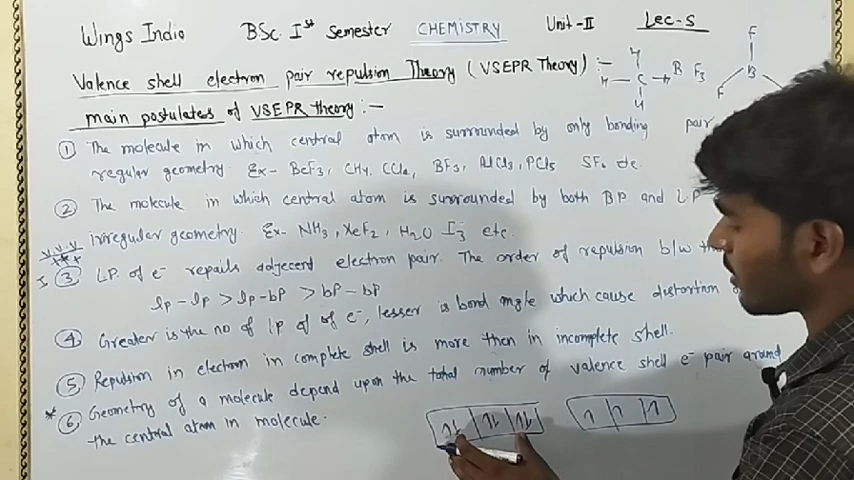 Wings India BSc. Ist semester CHEMISTRY Unit-II Lec-5
Valence shell electron pair repulsion Theory (VSEPR Theory) :-
main postulates of VSEPR theory :-
H
H - C → B F3
H
F
B
F
① The molecule in which central atom is surrounded by only bonding pair
regular geometry. Ex- BeF3, CH4, CCl4, BF3, AlCl3, PCl5 SF6 etc.
② The molecule in which central atom is surrounded by both BP and LP
irregular geometry. Ex- NH3, XeF2, H2O I3- etc.
③ LP. of e- repails adjecent electron pair. The order of repulsion b/w
lp - lp > lp - bp > bp - bp
④ Greater is the no of lp of of e-, lesser is bond angle which cause distortion
⑤ Repulsion in electron in complete shell is more then in incomplete shell.
* ⑥ Geometry of a molecule depend upon the total number of valence shell e- pair around
the central atom in molecule.